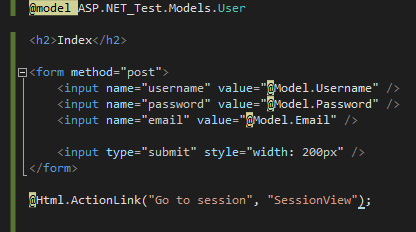 @model ASP.NET_Test.Models.User
<h2>Index</h2>
<form method="post">
<input name="username" value="@Model.Username" />
<input name="password" value="@Model.Password" />
<input name="email" value="@Model.Email" />
<input type="submit" style="width: 200px" />
</form>
@Html.ActionLink("Go to session", "SessionView");